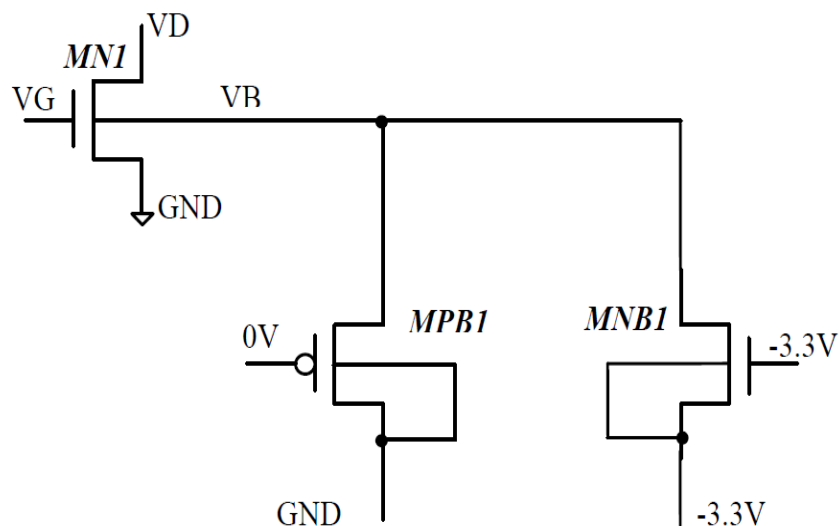 VD
MN1
VG
VB
GND
0V
MPB1
MNB1
-3.3V
GND
-3.3V